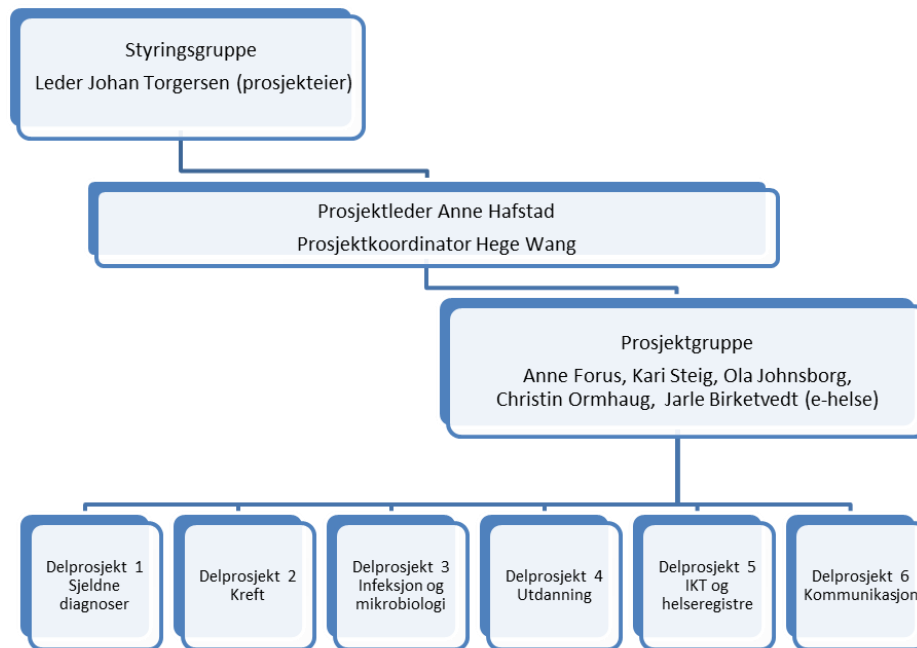 Styringsgruppe
Leder Johan Torgersen (prosjekteier)
Prosjektleder Anne Hafstad
Prosjektkoordinator Hege Wang
Prosjektgruppe
Anne Forus, Kari Steig, Ola Johnsborg,
Christin Ormhaug, Jarle Birketvedt (e-helse)
Delprosjekt 1
Sjeldne
diagnoser
Delprosjekt 2
Kreft
Delprosjekt 3
Infeksjon og
mikrobiologi
Delprosjekt 4
Utdanning
Delprosjekt 5
IKT og
helseregistre
Delprosjekt 6
Kommunikasjon